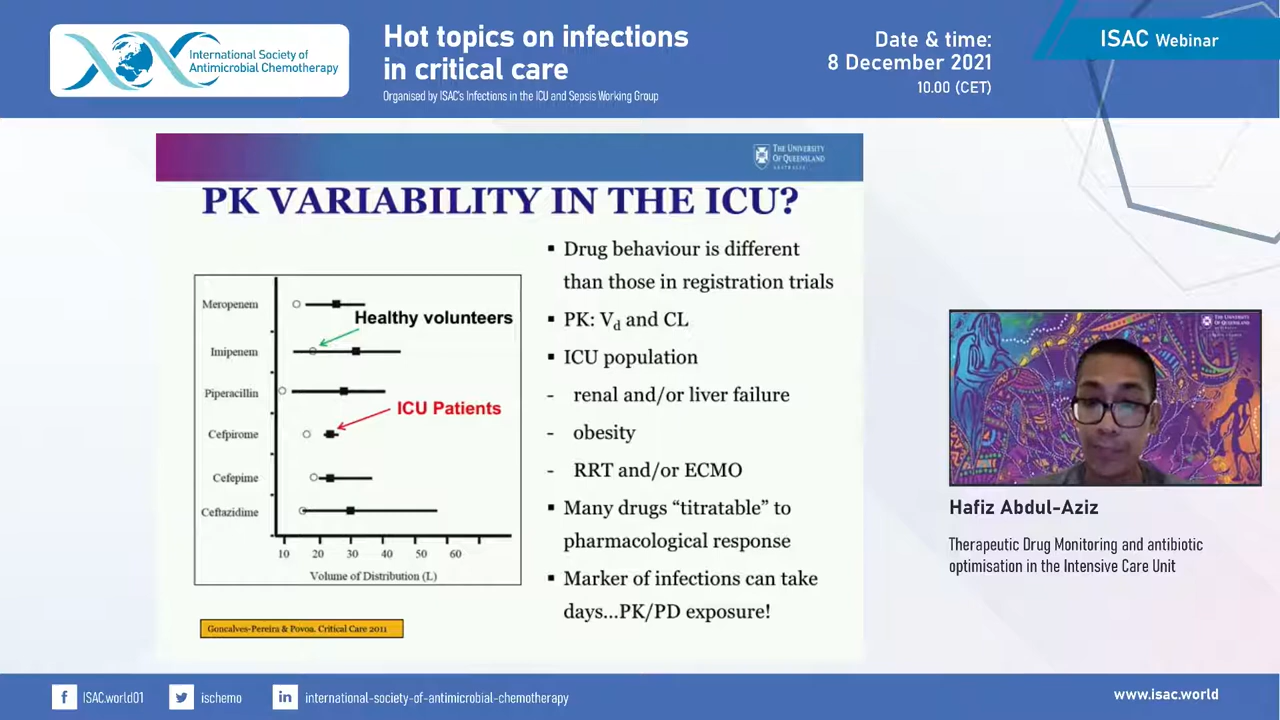 International Society of
Antimicrobial Chemotherapy
Hot topics on infections
in critical care
Organised by ISAC's Infections in the ICU and Sepsis Working Group
Date & time:
8 December 2021
10.00 (CET)
ISAC Webinar
THE UNIVERSITY
OF QUEENSLAND
AUSTRALIA
PK VARIABILITY IN THE ICU?
Meropenem
Healthy volunteers
Imipenem
Piperacillin
ICU Patients
Cefpirome
Cefepime
Ceftazidime
10 20 30 40 50 60
Volume of Distribution (L)
Goncalves-Pereira & Povoa. Critical Care 2011
▪ Drug behaviour is different
than those in registration trials
▪ PK: Vd and CL
▪ ICU population
- renal and/or liver failure
- obesity
- RRT and/or ECMO
▪ Many drugs “titratable” to
pharmacological response
▪ Marker of infections can take
days...PK/PD exposure!
THE UNIVERSITY
OF QUEENSLAND
Hafiz Abdul-Aziz
Therapeutic Drug Monitoring and antibiotic
optimisation in the Intensive Care Unit
ISAC.world01
ischemo
international-society-of-antimicrobial-chemotherapy
www.isac.world